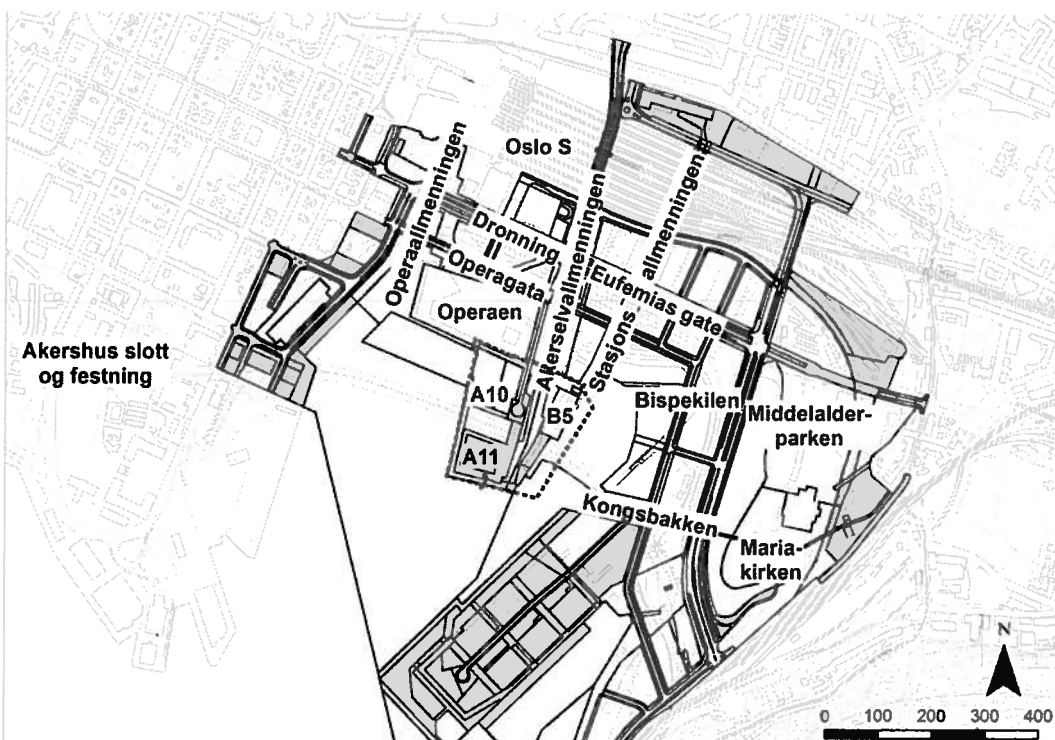 Oslo S
Operaallmenningen
Akerselvallmenningen
Stasjons allmenningen
Dronning Eufemias gate
Operagata
Operaen
Akershus slott
og festning
A10
B5
Bispekilen
Middelalder-
parken
A11
Kongsbakken
Maria-
kirken
N
0 100 200 300 400